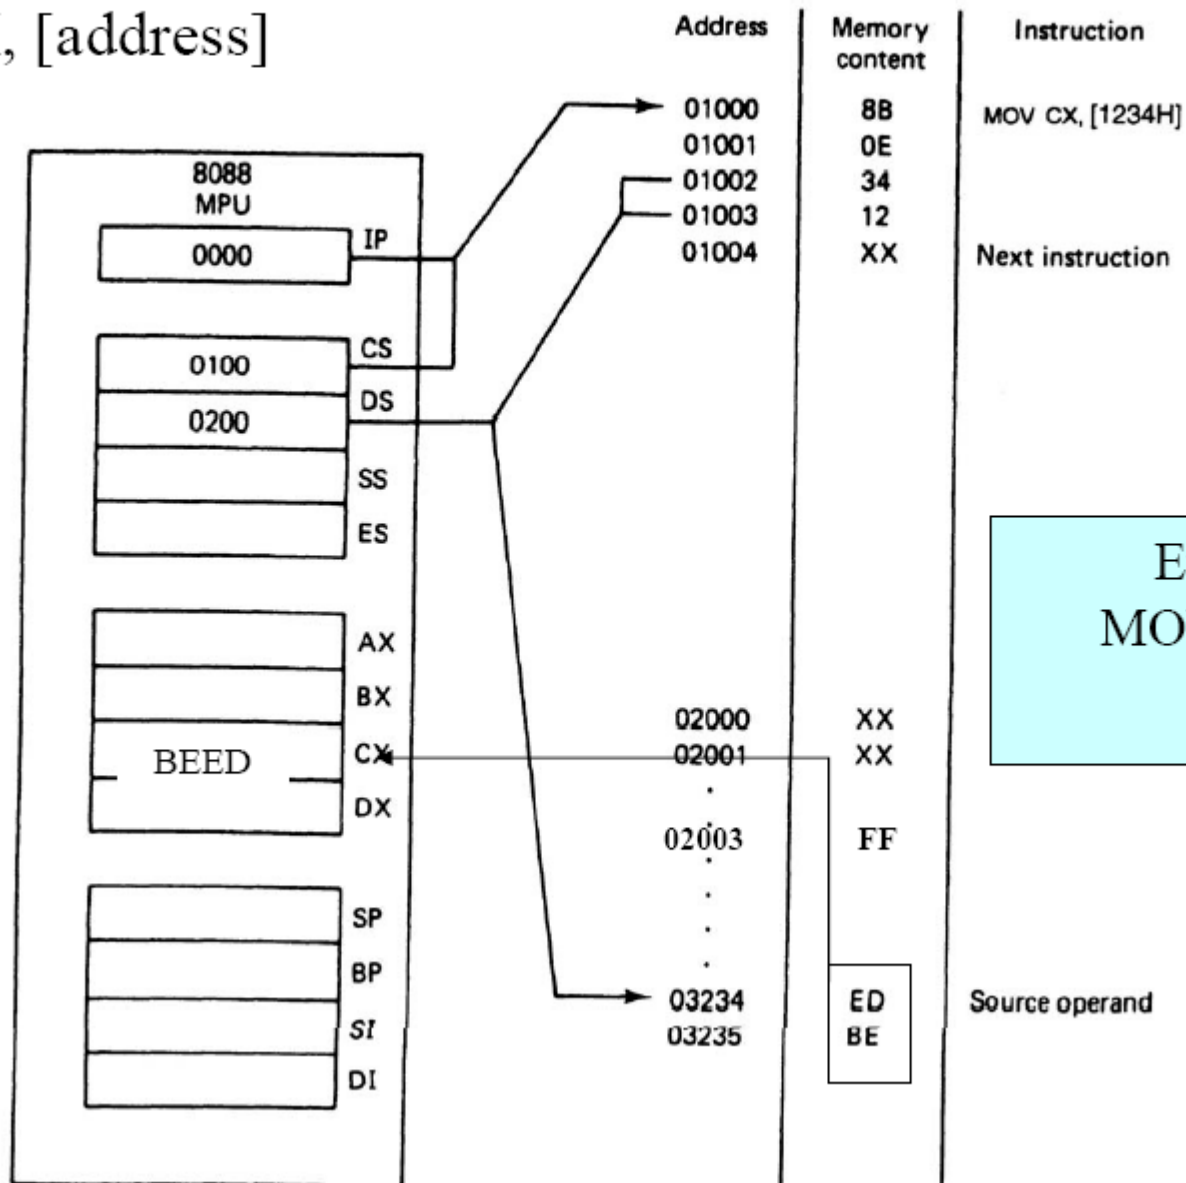 , [address]
Address Memory content Instruction
01000 8B MOV CX, [1234H]
01001 0E
01002 34
01003 12
01004 XX Next instruction
8088
MPU
0000 IP
0100 CS
0200 DS
SS
ES
AX
BX
BEED CX
DX
SP
BP
SI
DI
E
MO
02000 XX
02001 XX
.
02003 FF
.
.
.
.
03234 ED Source operand
03235 BE